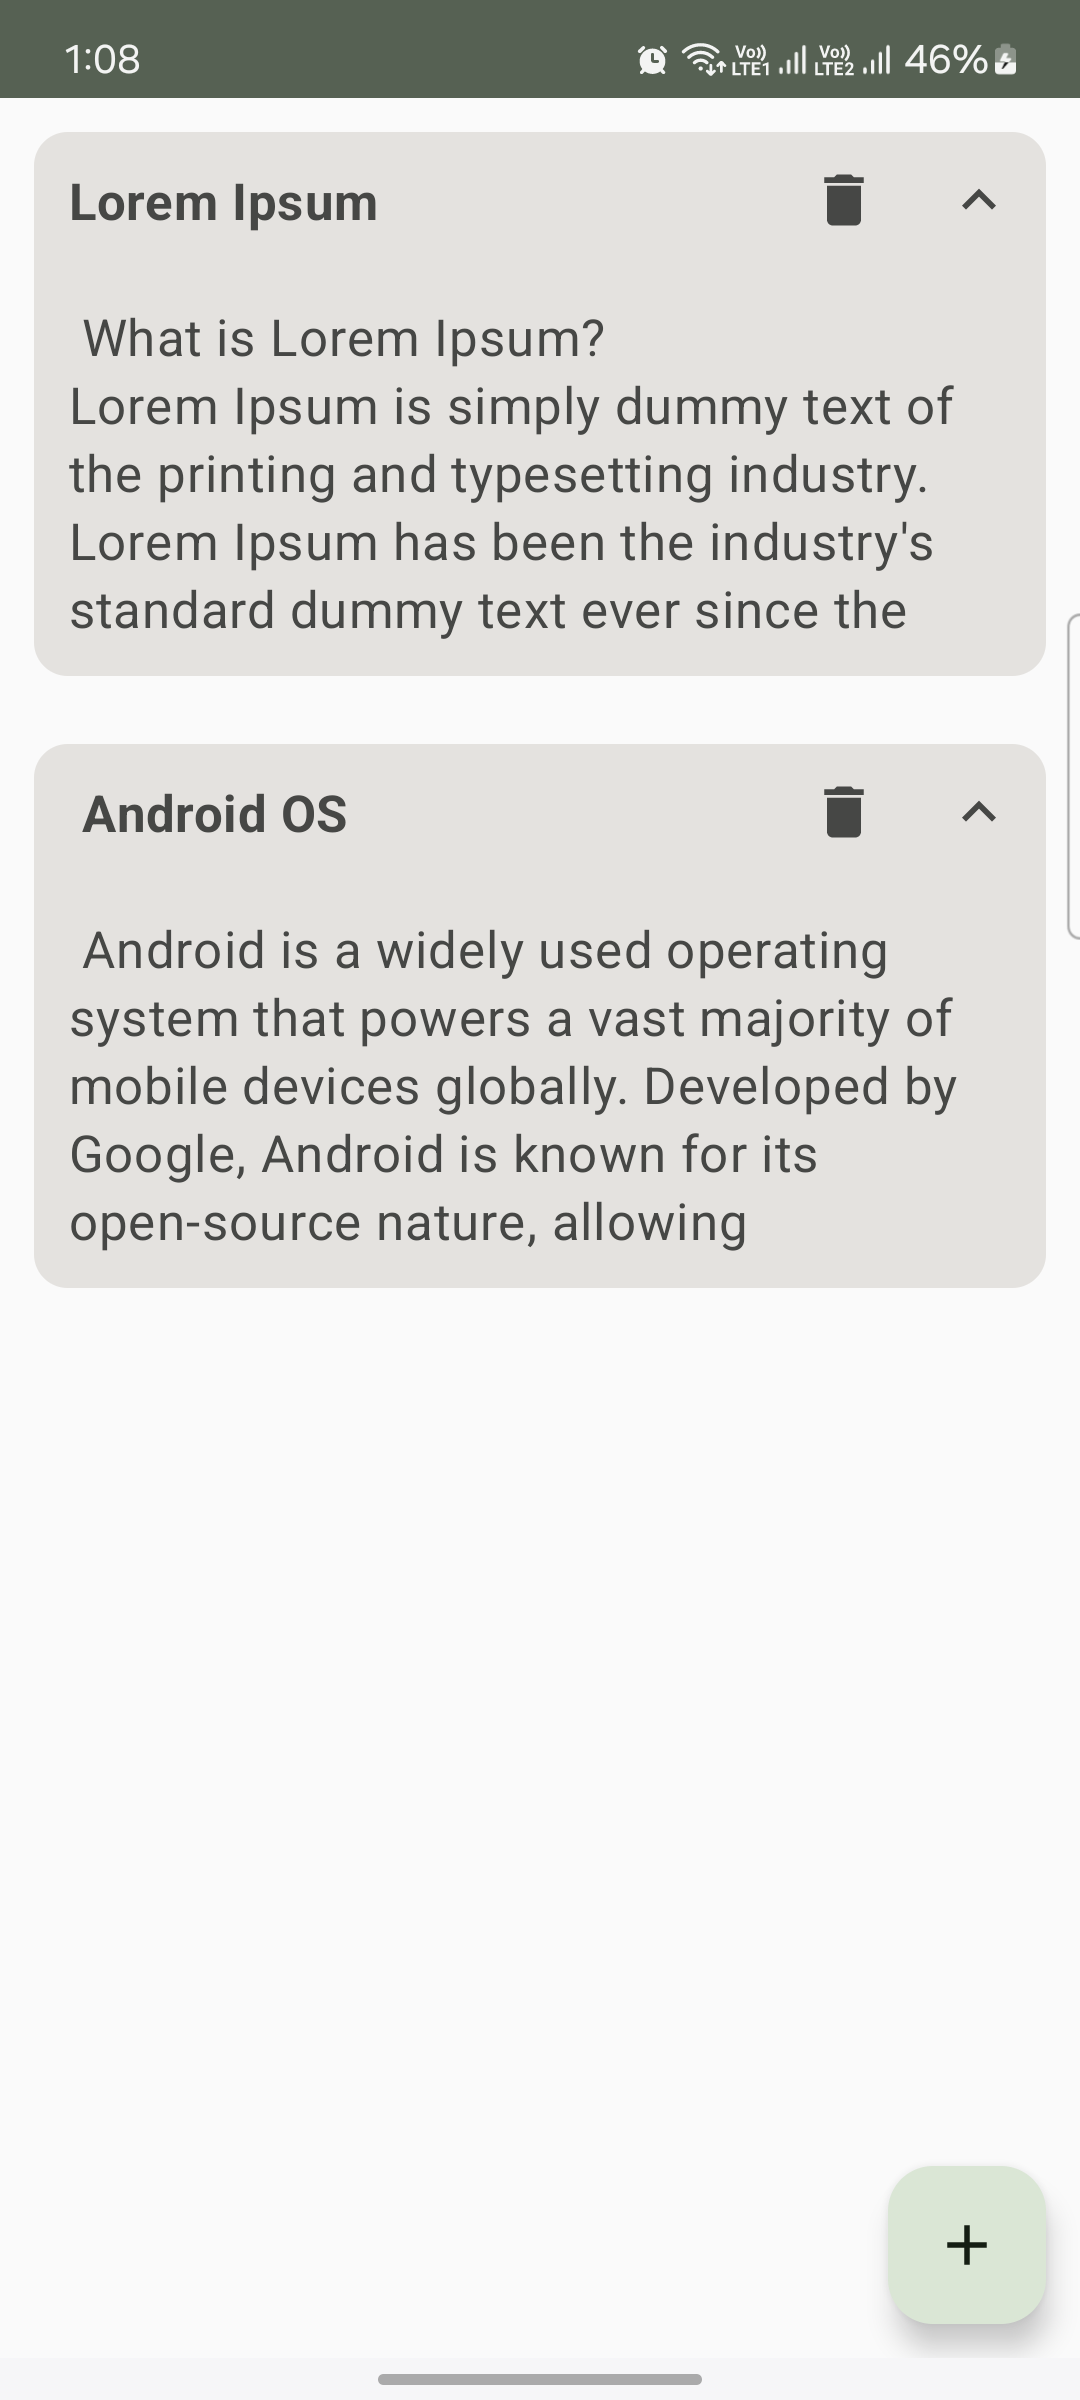 1:08
Vo)) LTE1 Vo)) LTE2 46%
Lorem Ipsum
What is Lorem Ipsum?
Lorem Ipsum is simply dummy text of
the printing and typesetting industry.
Lorem Ipsum has been the industry's
standard dummy text ever since the
Android OS
Android is a widely used operating
system that powers a vast majority of
mobile devices globally. Developed by
Google, Android is known for its
open-source nature, allowing